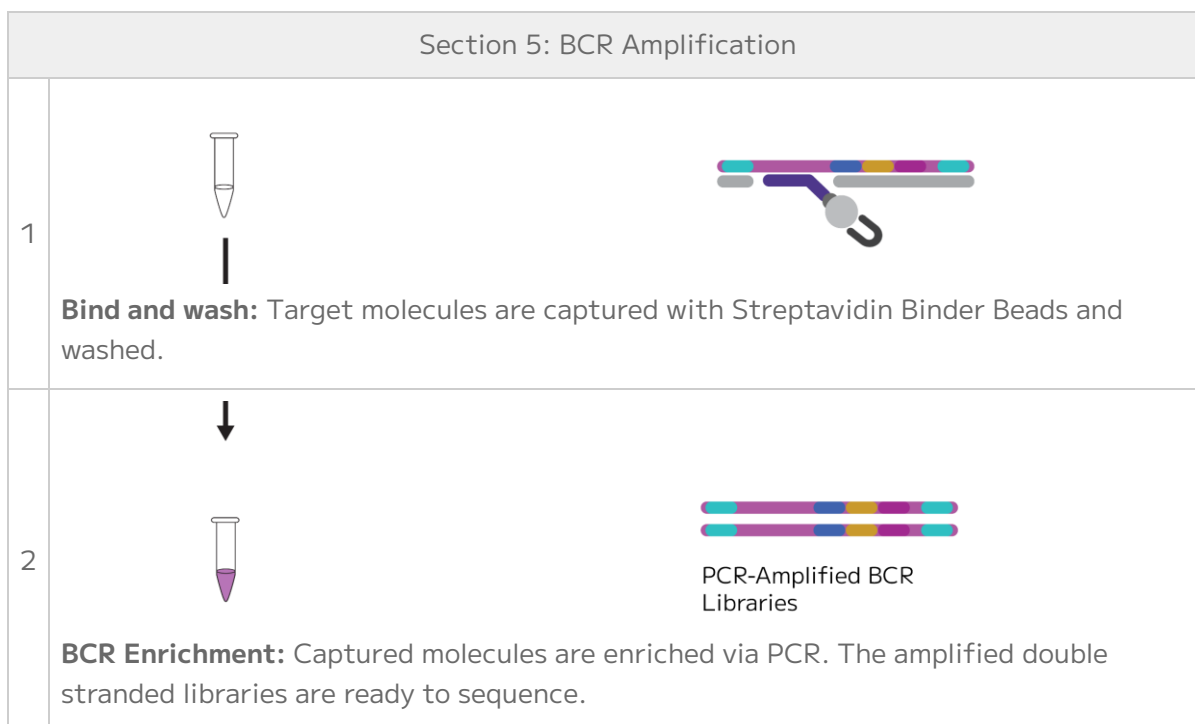 Section 5: BCR Amplification
1
Bind and wash: Target molecules are captured with Streptavidin Binder Beads and
washed.
2
PCR-Amplified BCR
Libraries
BCR Enrichment: Captured molecules are enriched via PCR. The amplified double
stranded libraries are ready to sequence.